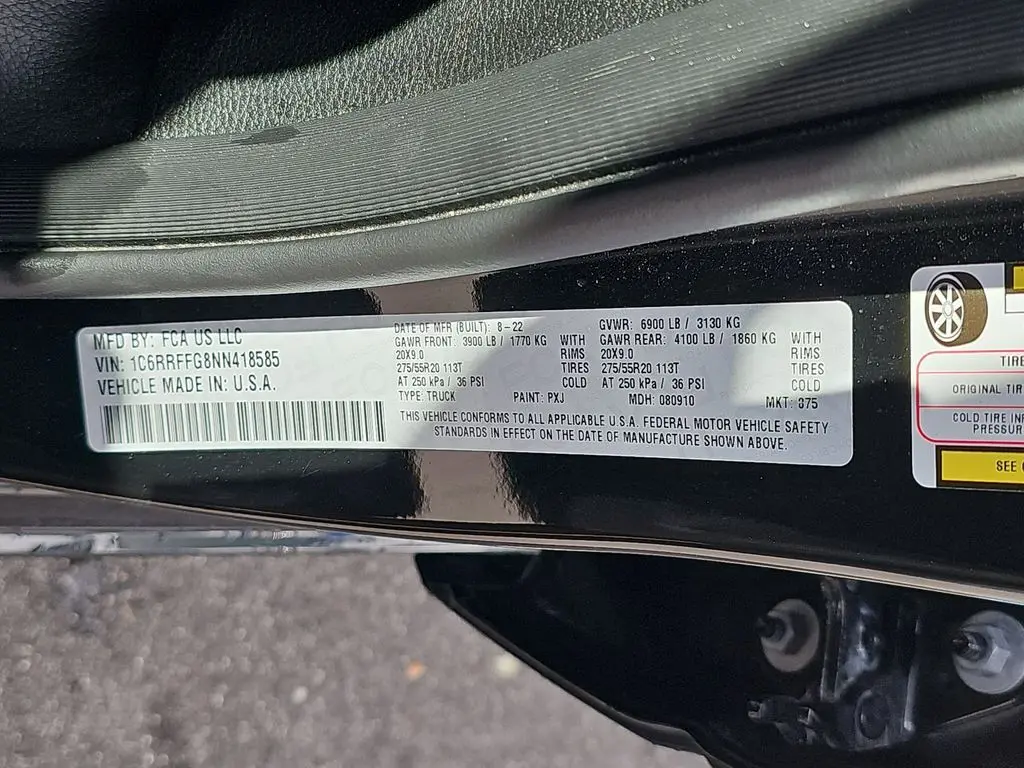 MFD BY: FCA US LLC
VIN: 1C6RRFFG8NN418585
VEHICLE MADE IN: U.S.A.
DATE OF MFR (BUILT): 8-22 GVWR: 6900 LB / 3130 KG
GAWR FRONT: 3900 LB / 1770 KG WITH GAWR REAR: 4100 LB / 1860 KG WITH
20X9.0 RIMS 20X9.0 RIMS
275/55R20 113T TIRES 275/55R20 113T TIRES
AT 250 kPa / 36 PSI COLD AT 250 kPa / 36 PSI COLD
TYPE: TRUCK PAINT: PXJ MDH: 080910 MKT: 875
THIS VEHICLE CONFORMS TO ALL APPLICABLE U.S.A. FEDERAL MOTOR VEHICLE SAFETY
STANDARDS IN EFFECT ON THE DATE OF MANUFACTURE SHOWN ABOVE.
TIRE
ORIGINAL TIR
COLD TIRE IN
PRESSUR
SEE